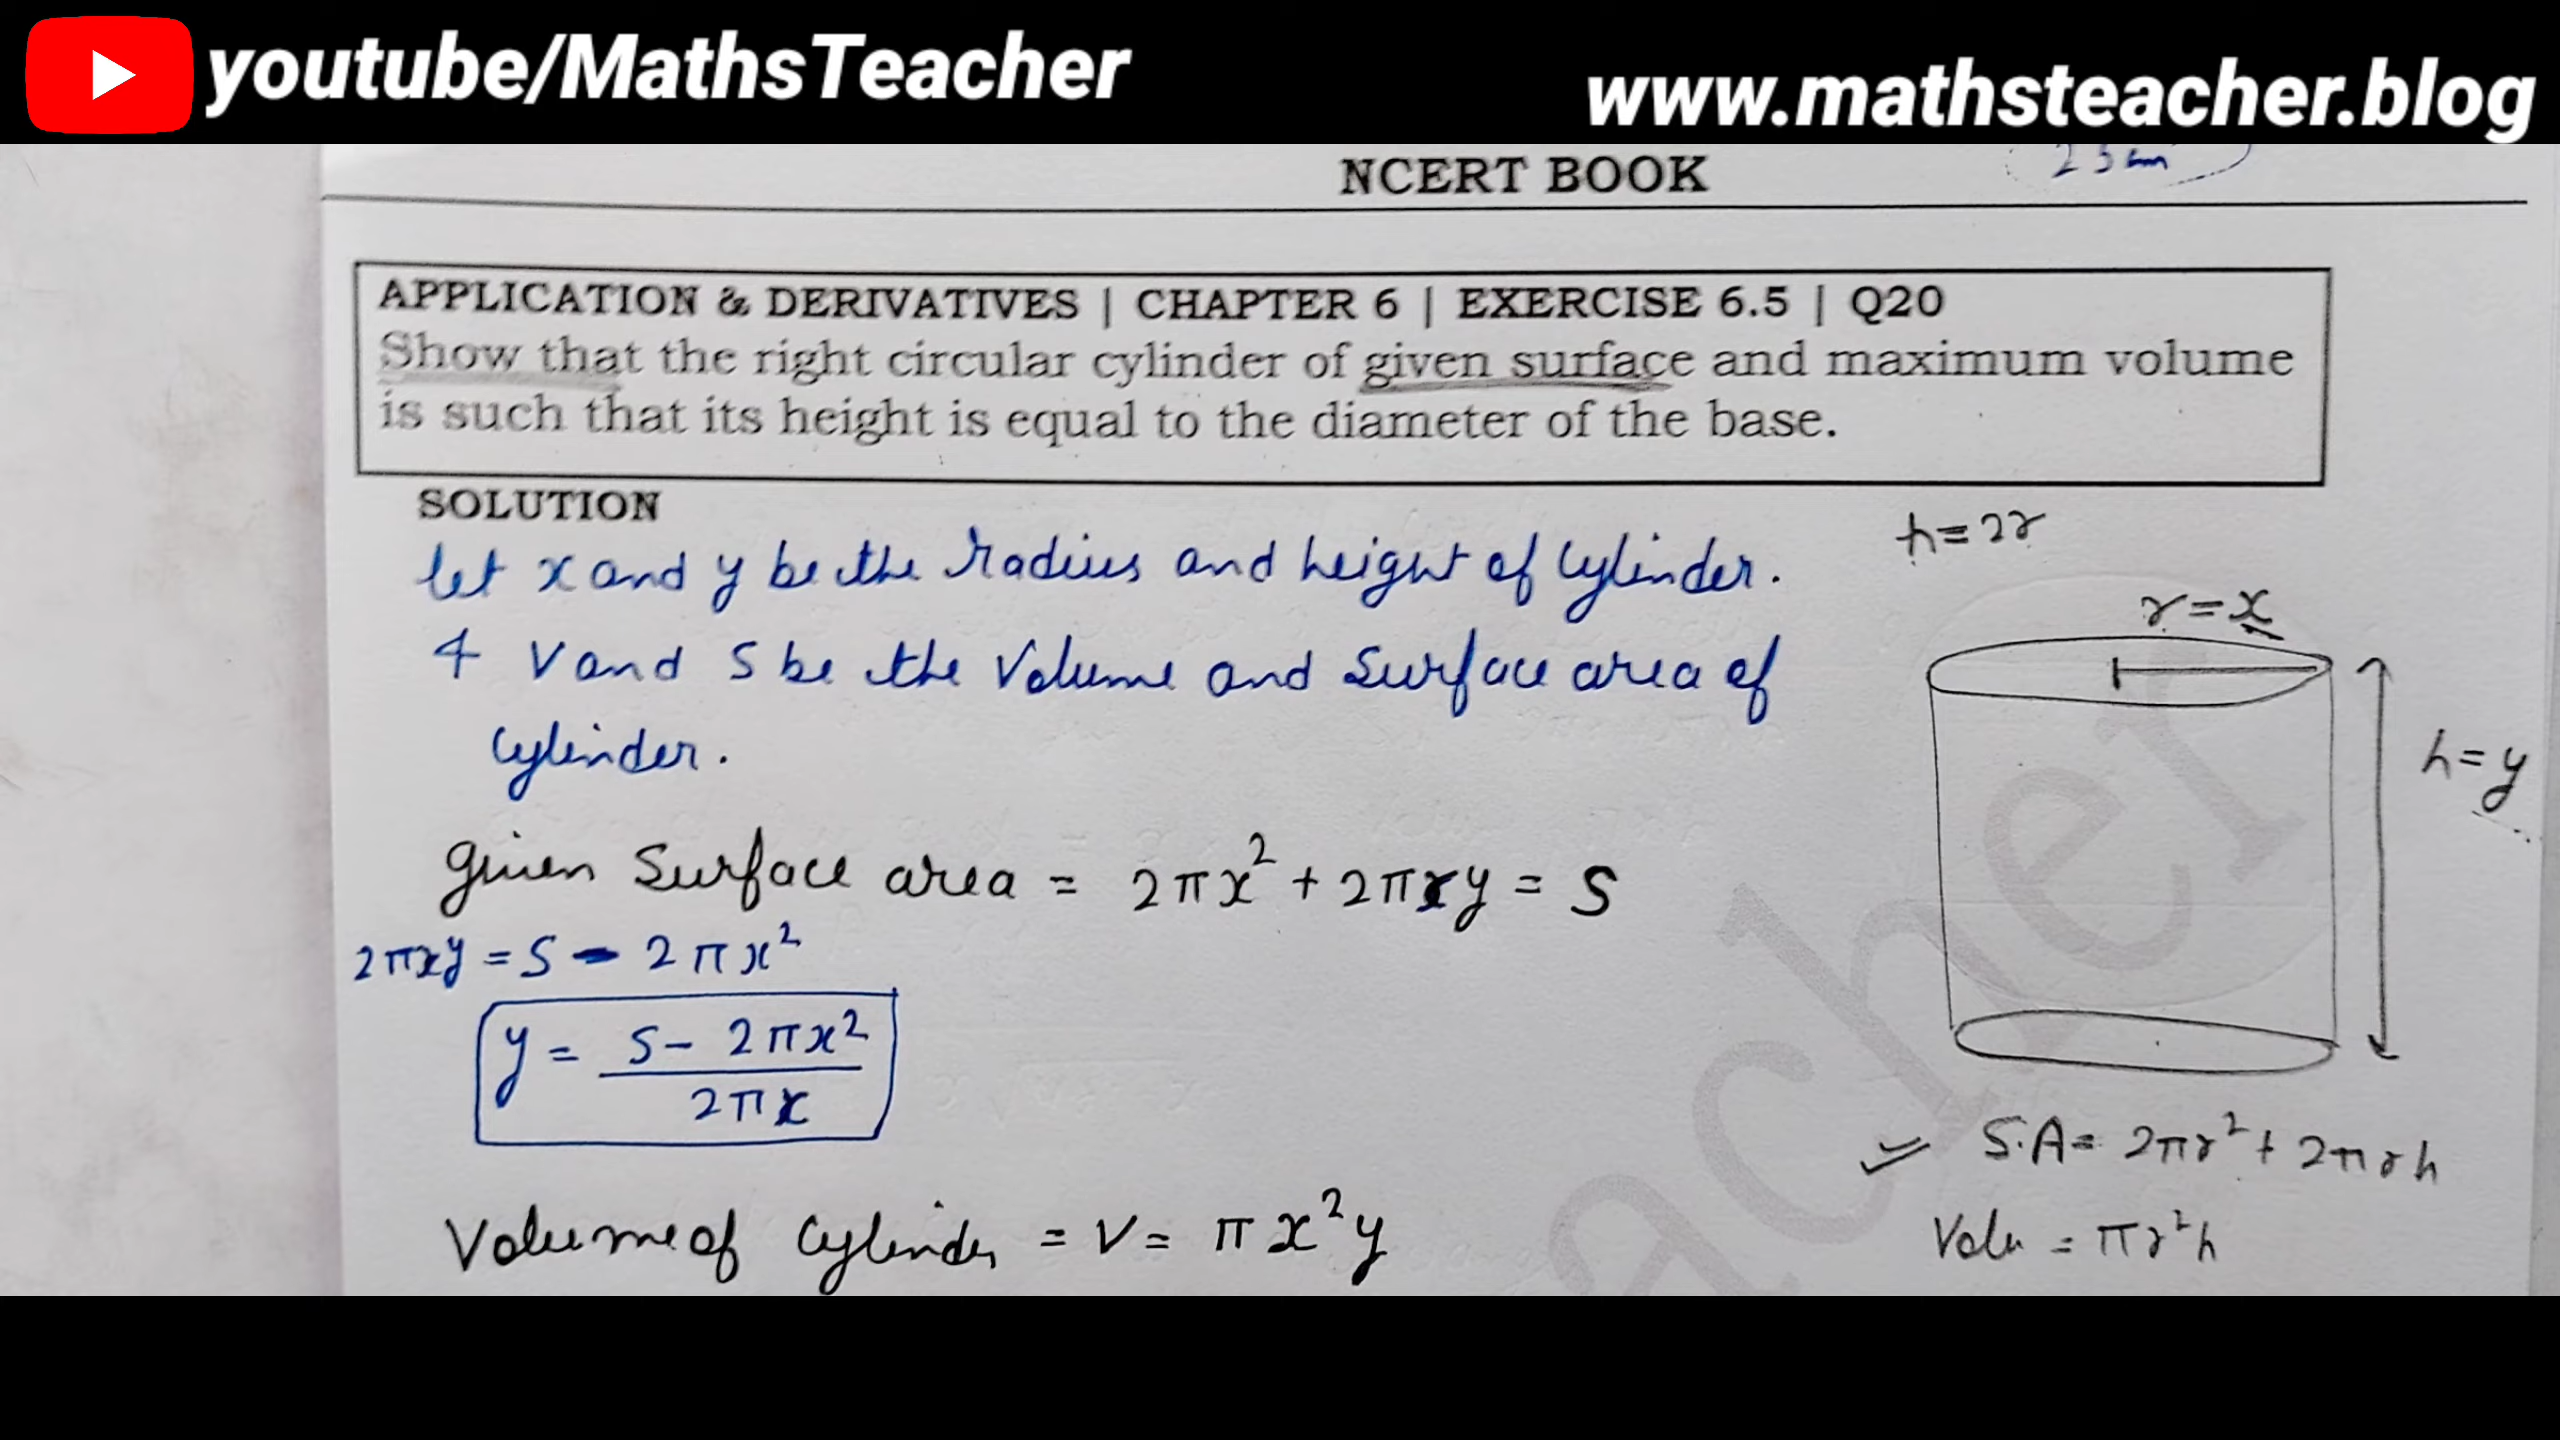 youtube/MathsTeacher
www.mathsteacher.blog
NCERT BOOK
APPLICATION & DERIVATIVES | CHAPTER 6 | EXERCISE 6.5 | Q20
Show that the right circular cylinder of given surface and maximum volume
is such that its height is equal to the diameter of the base.
SOLUTION
h = 2r
let x and y be the radius and height of cylinder.
r = x
& V and S be the Volume and Surface area of
cylinder.
h = y
given Surface area = 2πx² + 2πxy = S
2πxy = S - 2πx²
y = S - 2πx² / 2πx
S.A = 2πr² + 2πrh
Volume of cylinder = V = πx²y
Volu = πr²h
acher